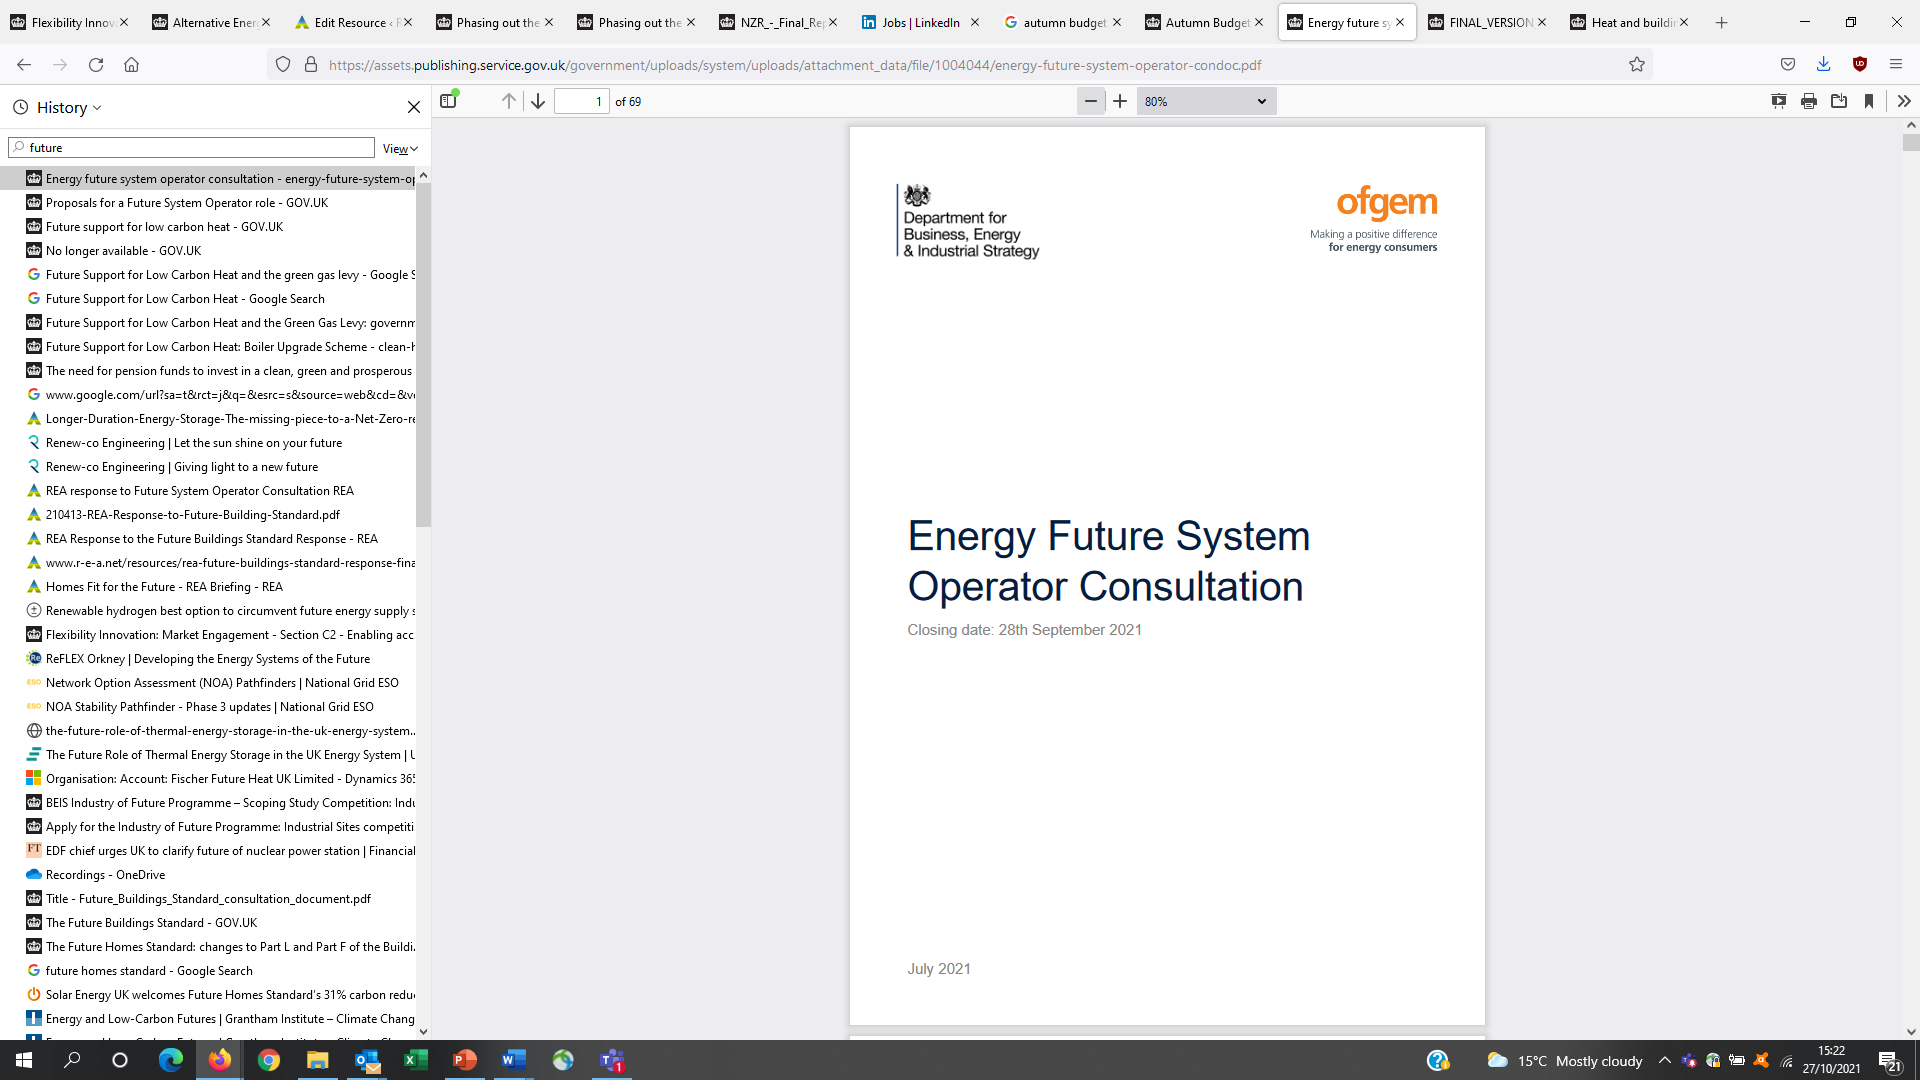 Flexibility Innova
Alternative Energ
Edit Resource ‹ R
Phasing out the
Phasing out the
NZR_-_Final_Rep
Jobs | LinkedIn
autumn budget
Autumn Budget
Energy future sy
FINAL_VERSION
Heat and buildin
https://assets.publishing.service.gov.uk/government/uploads/system/uploads/attachment_data/file/1004044/energy-future-system-operator-condoc.pdf
History
1 of 69
80%
future
View
Energy future system operator consultation - energy-future-system-op
Proposals for a Future System Operator role - GOV.UK
Future support for low carbon heat - GOV.UK
No longer available - GOV.UK
Future Support for Low Carbon Heat and the green gas levy - Google S
Future Support for Low Carbon Heat - Google Search
Future Support for Low Carbon Heat and the Green Gas Levy: governm
Future Support for Low Carbon Heat: Boiler Upgrade Scheme - clean-h
The need for pension funds to invest in a clean, green and prosperous
www.google.com/url?sa=t&rct=j&q=&esrc=s&source=web&cd=&ve
Longer-Duration-Energy-Storage-The-missing-piece-to-a-Net-Zero-re
Renew-co Engineering | Let the sun shine on your future
Renew-co Engineering | Giving light to a new future
REA response to Future System Operator Consultation REA
210413-REA-Response-to-Future-Building-Standard.pdf
REA Response to the Future Buildings Standard Response - REA
www.r-e-a.net/resources/rea-future-buildings-standard-response-fina
Homes Fit for the Future - REA Briefing - REA
Renewable hydrogen best option to circumvent future energy supply s
Flexibility Innovation: Market Engagement - Section C2 - Enabling acc
ReFLEX Orkney | Developing the Energy Systems of the Future
Network Option Assessment (NOA) Pathfinders | National Grid ESO
NOA Stability Pathfinder - Phase 3 updates | National Grid ESO
the-future-role-of-thermal-energy-storage-in-the-uk-energy-system...
The Future Role of Thermal Energy Storage in the UK Energy System | U
Organisation: Account: Fischer Future Heat UK Limited - Dynamics 365
BEIS Industry of Future Programme – Scoping Study Competition: Indu
Apply for the Industry of Future Programme: Industrial Sites competiti
EDF chief urges UK to clarify future of nuclear power station | Financial
Recordings - OneDrive
Title - Future_Buildings_Standard_consultation_document.pdf
The Future Buildings Standard - GOV.UK
The Future Homes Standard: changes to Part L and Part F of the Buildi
future homes standard - Google Search
Solar Energy UK welcomes Future Homes Standard's 31% carbon redu
Energy and Low-Carbon Futures | Grantham Institute – Climate Chang
Department for
Business, Energy
& Industrial Strategy
ofgem
Making a positive difference
for energy consumers
Energy Future System
Operator Consultation
Closing date: 28th September 2021
July 2021
15°C Mostly cloudy
15:22
27/10/2021
21